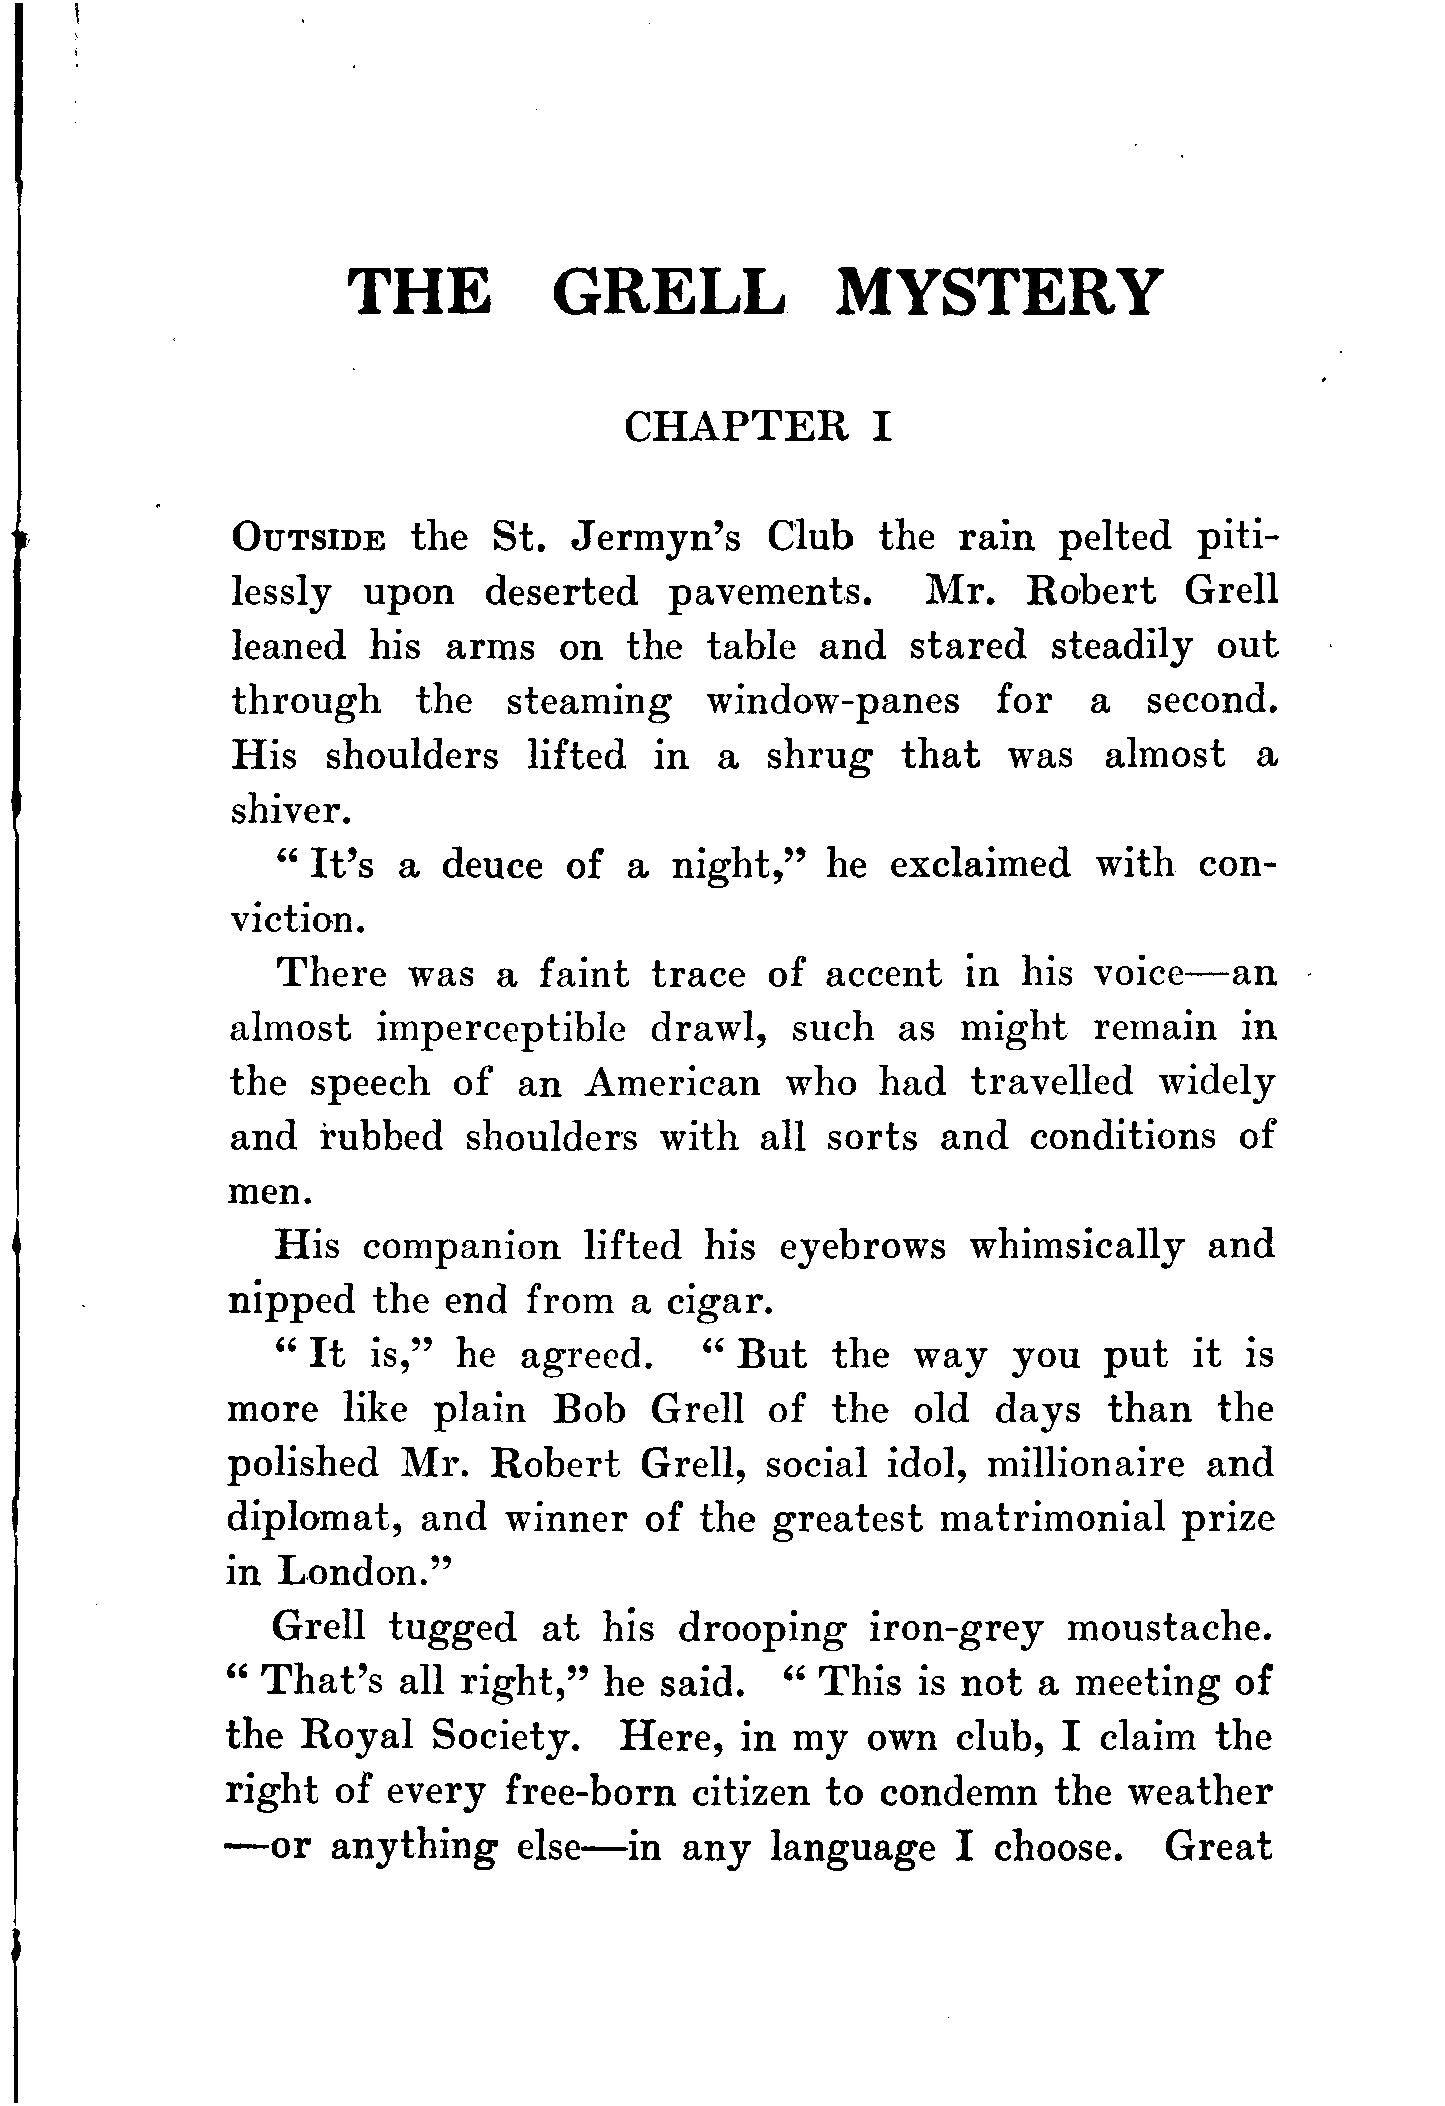 THE GRELL MYSTERY
CHAPTER I
OUTSIDE the St. Jermyn's Club the rain pelted piti-
lessly upon deserted pavements. Mr. Robert Grell
leaned his arms on the table and stared steadily out
through the steaming window-panes for a second.
His shoulders lifted in a shrug that was almost a
shiver.
“ It's a deuce of a night,” he exclaimed with con-
viction.
There was a faint trace of accent in his voice—an
almost imperceptible drawl, such as might remain in
the speech of an American who had travelled widely
and rubbed shoulders with all sorts and conditions of
men.
His companion lifted his eyebrows whimsically and
nipped the end from a cigar.
“ It is,” he agreed. “ But the way you put it is
more like plain Bob Grell of the old days than the
polished Mr. Robert Grell, social idol, millionaire and
diplomat, and winner of the greatest matrimonial prize
in London.”
Grell tugged at his drooping iron-grey moustache.
“ That's all right,” he said. “ This is not a meeting of
the Royal Society. Here, in my own club, I claim the
right of every free-born citizen to condemn the weather
—or anything else—in any language I choose. Great